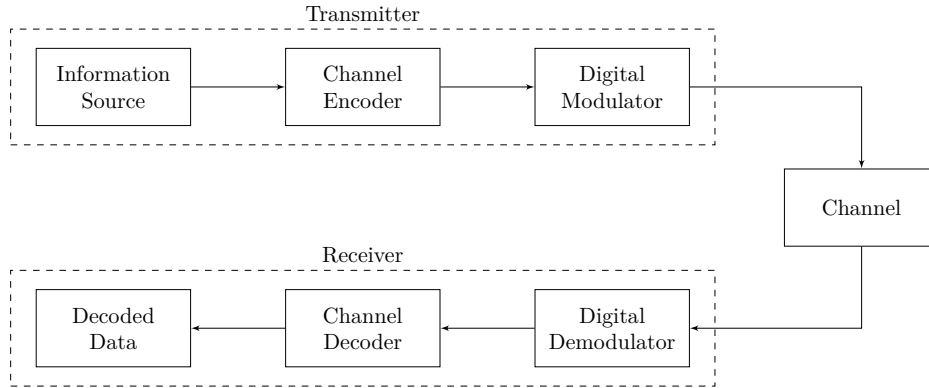 Transmitter
Information
Source
Channel
Encoder
Digital
Modulator
Channel
Receiver
Decoded
Data
Channel
Decoder
Digital
Demodulator